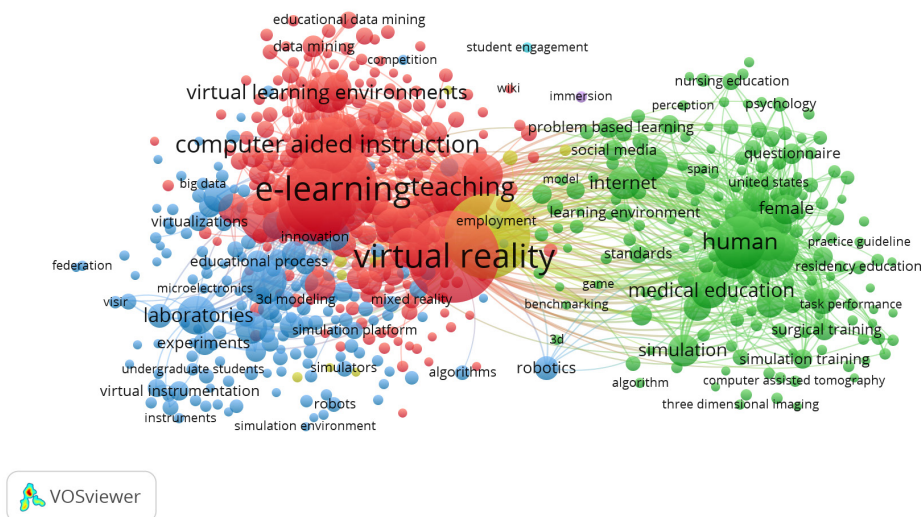 educational data mining
data mining
student engagement
competition
nursing education
virtual learning environments
wiki
immersion
perception
psychology
problem based learning
computer aided instruction
social media
questionnaire
spain
big data
e-learning
teaching
model
internet
united states
female
virtualizations
employment
learning environment
innovation
human
practice guideline
federation
educational process
virtual reality
standards
residency education
microelectronics
game
medical education
visir
3d modeling
mixed reality
benchmarking
task performance
laboratories
simulation platform
surgical training
experiments
3d
simulation
simulation training
undergraduate students
simulators
algorithms
robotics
algorithm
computer assisted tomography
virtual instrumentation
robots
three dimensional imaging
instruments
simulation environment
VOSviewer